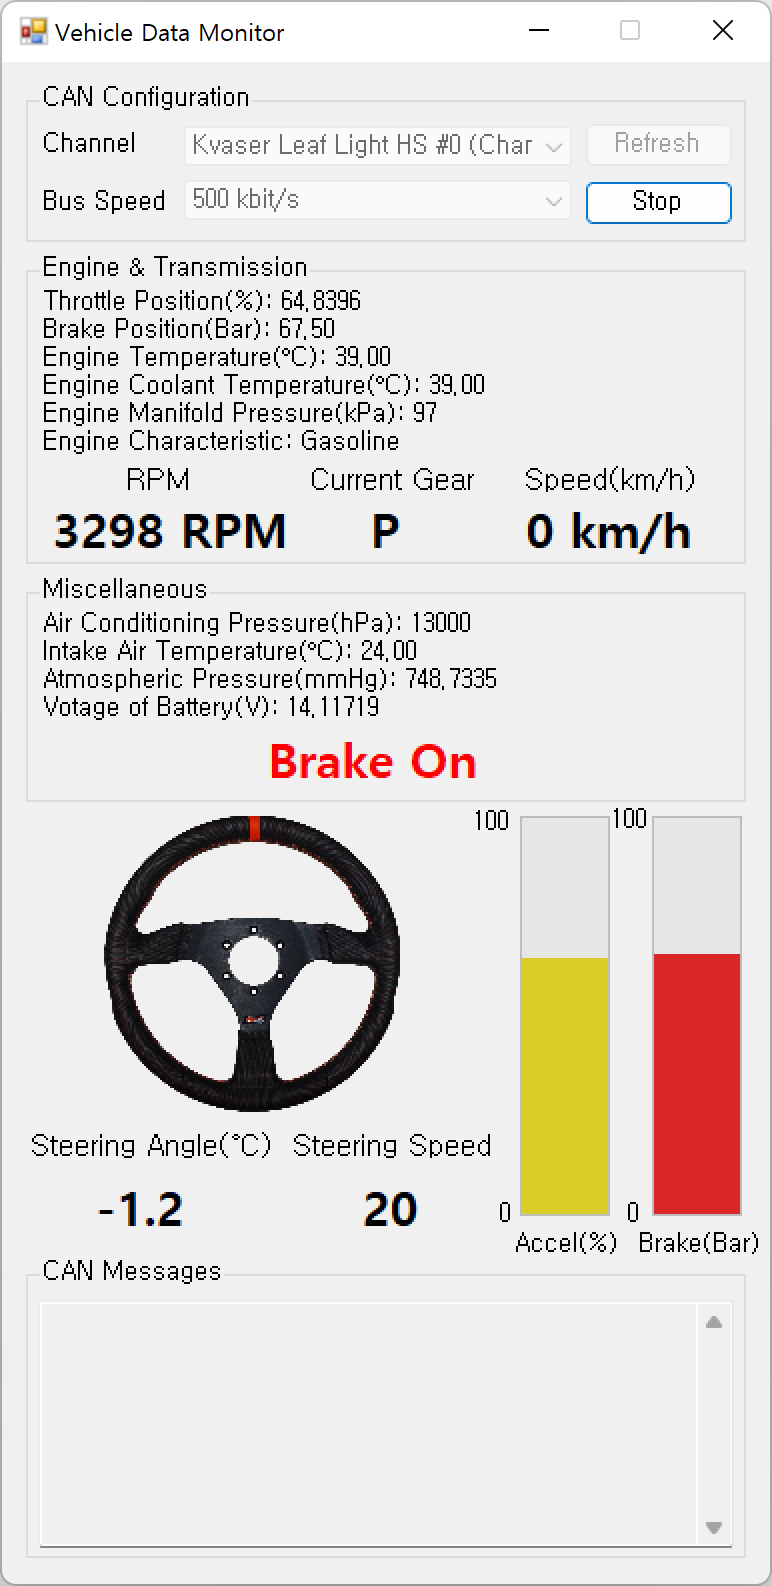 Vehicle Data Monitor
CAN Configuration
Channel Kvaser Leaf Light HS #0 (Char Refresh
Bus Speed 500 kbit/s Stop
Engine & Transmission
Throttle Position(%): 64,8396
Brake Position(Bar): 67,50
Engine Temperature(℃): 39,00
Engine Coolant Temperature(℃): 39,00
Engine Manifold Pressure(kPa): 97
Engine Characteristic: Gasoline
RPM Current Gear Speed(km/h)
3298 RPM P 0 km/h
Miscellaneous
Air Conditioning Pressure(hPa): 13000
Intake Air Temperature(℃): 24,00
Atmospheric Pressure(mmHg): 748,7335
Votage of Battery(V): 14,11719
Brake On
100 100
Steering Angle(℃) Steering Speed
-1.2 20
0 0
Accel(%) Brake(Bar)
CAN Messages